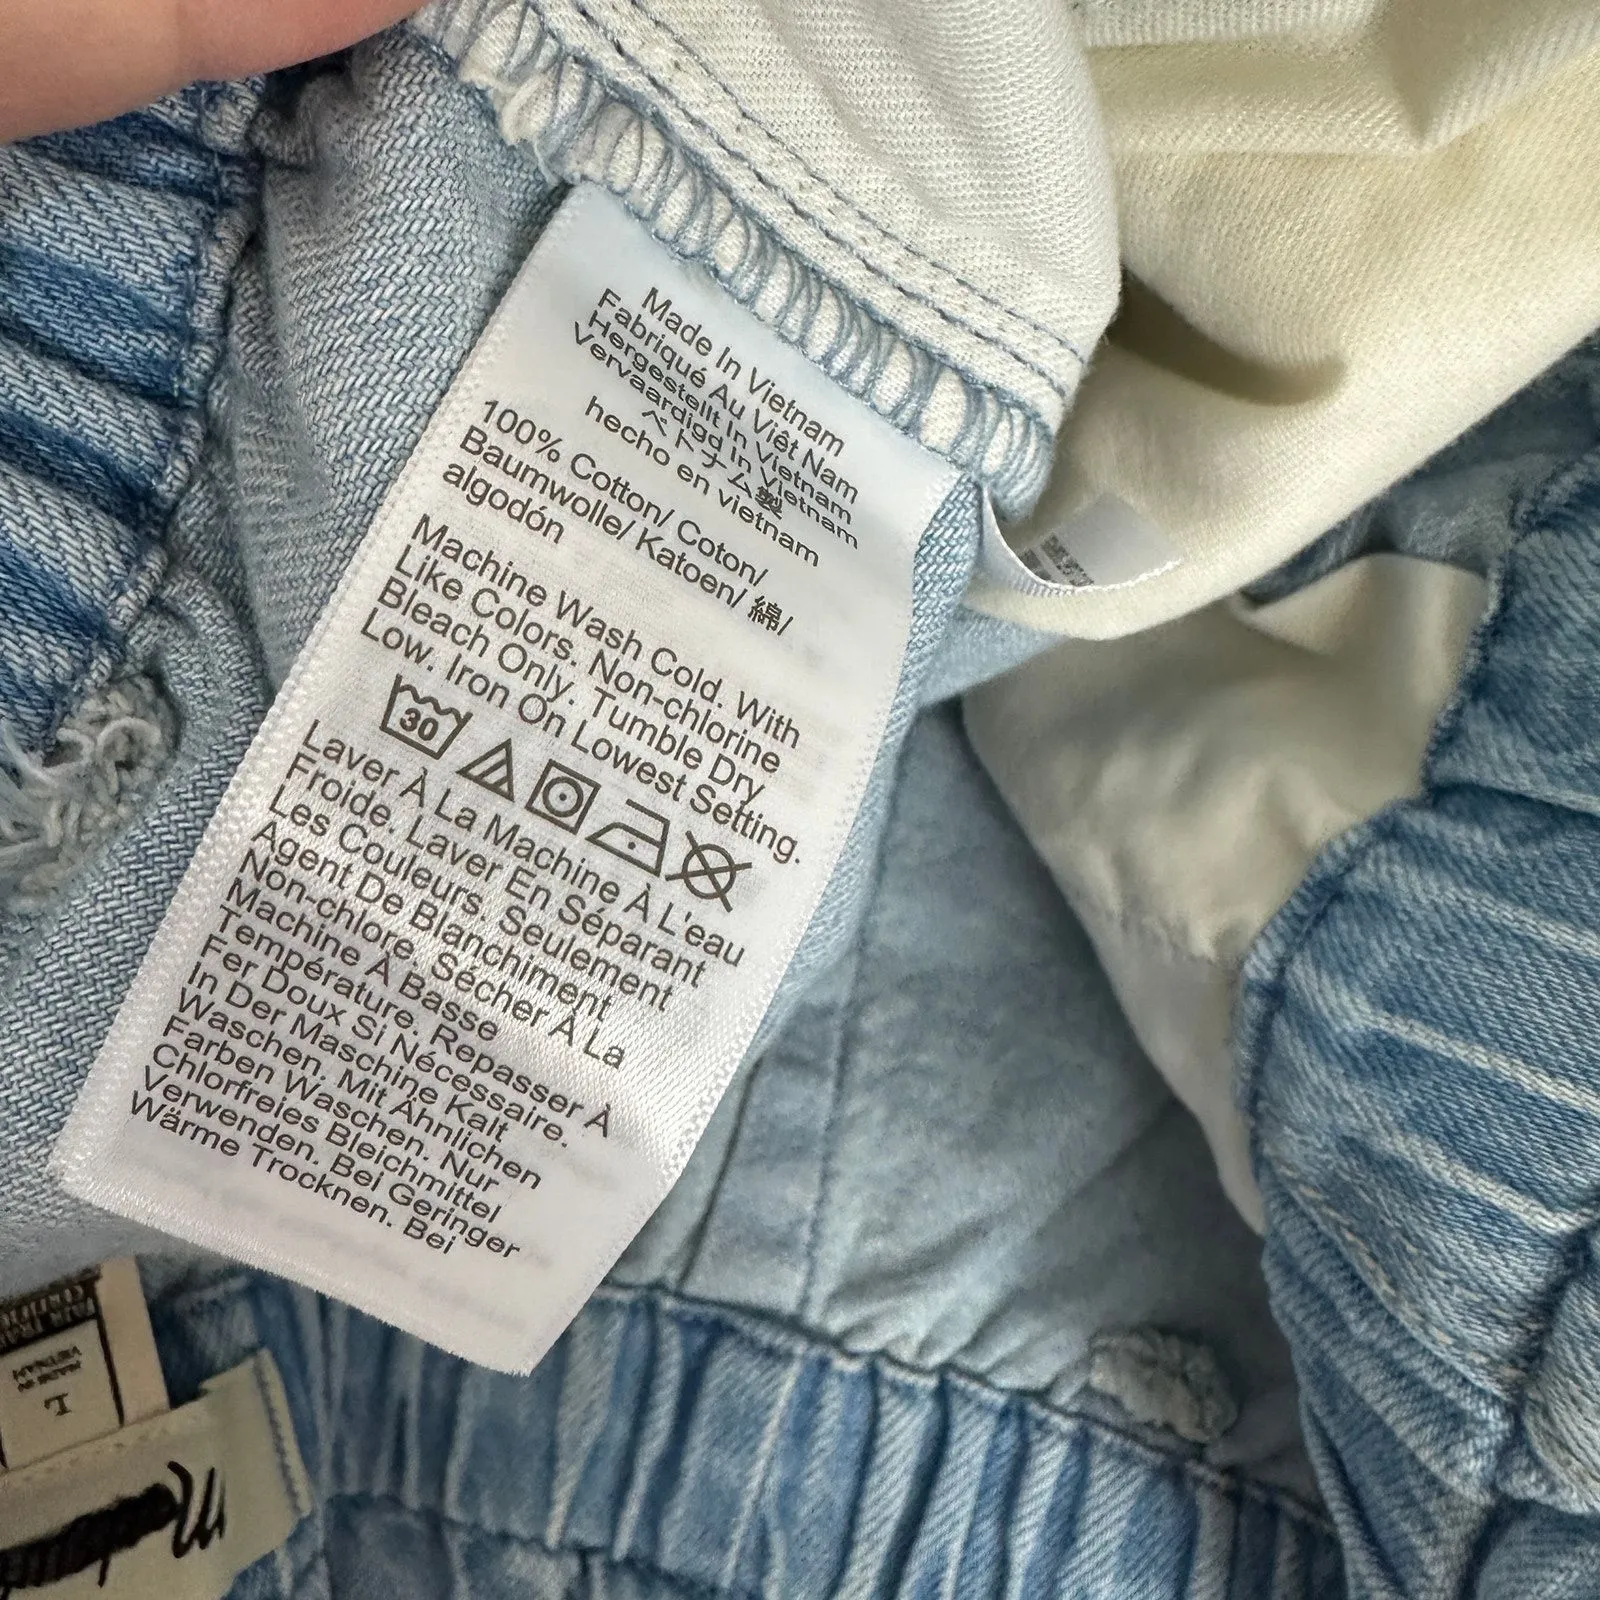 Made In Vietnam
Fabriqué Au Viêt Nam
Hergestellt In Vietnam
Vervaardigd In Vietnam
ベトナム製
hecho en vietnam
100% Cotton/ Coton/
Baumwolle/ Katoen/ 綿/
algodón
Machine Wash Cold. With
Like Colors. Non-chlorine
Bleach Only. Tumble Dry
Low. Iron On Lowest Setting.
30
Laver À La Machine À L'eau
Froide. Laver En Séparant
Les Couleurs. Seulement
Agent De Blanchiment
Non-chlore. Sécher À La
Machine À Basse
Température. Repasser À
Fer Doux Si Nécessaire.
In Der Maschine Kalt
Waschen. Mit Ähnlichen
Farben Waschen. Nur
Chlorfreies Bleichmittel
Verwenden. Bei Geringer
Wärme Trocknen. Bei
L
MADE IN
VIETNAM